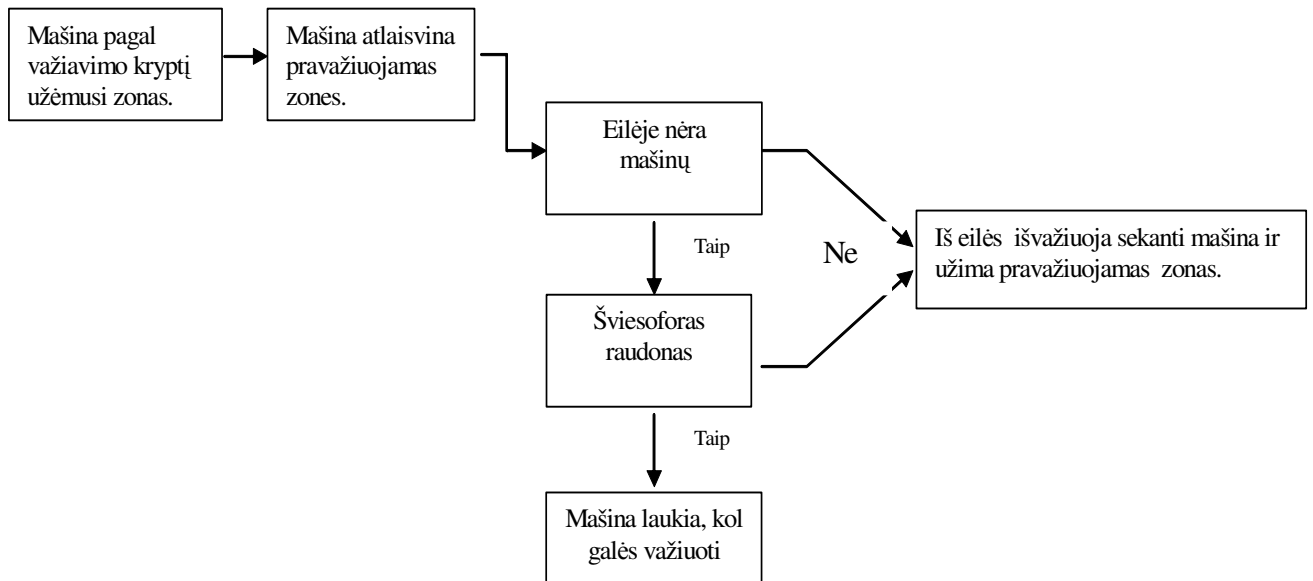 Mašina pagal
važiavimo kryptį
užėmusi zonas.
Mašina atlaisvina
pravažiuojamas
zones.
Eilėje nėra
mašinų
Taip
Ne
Iš eilės išvažiuoja sekanti mašina ir
užima pravažiuojamas zonas.
Šviesoforas
raudonas
Taip
Mašina laukia, kol
galės važiuoti